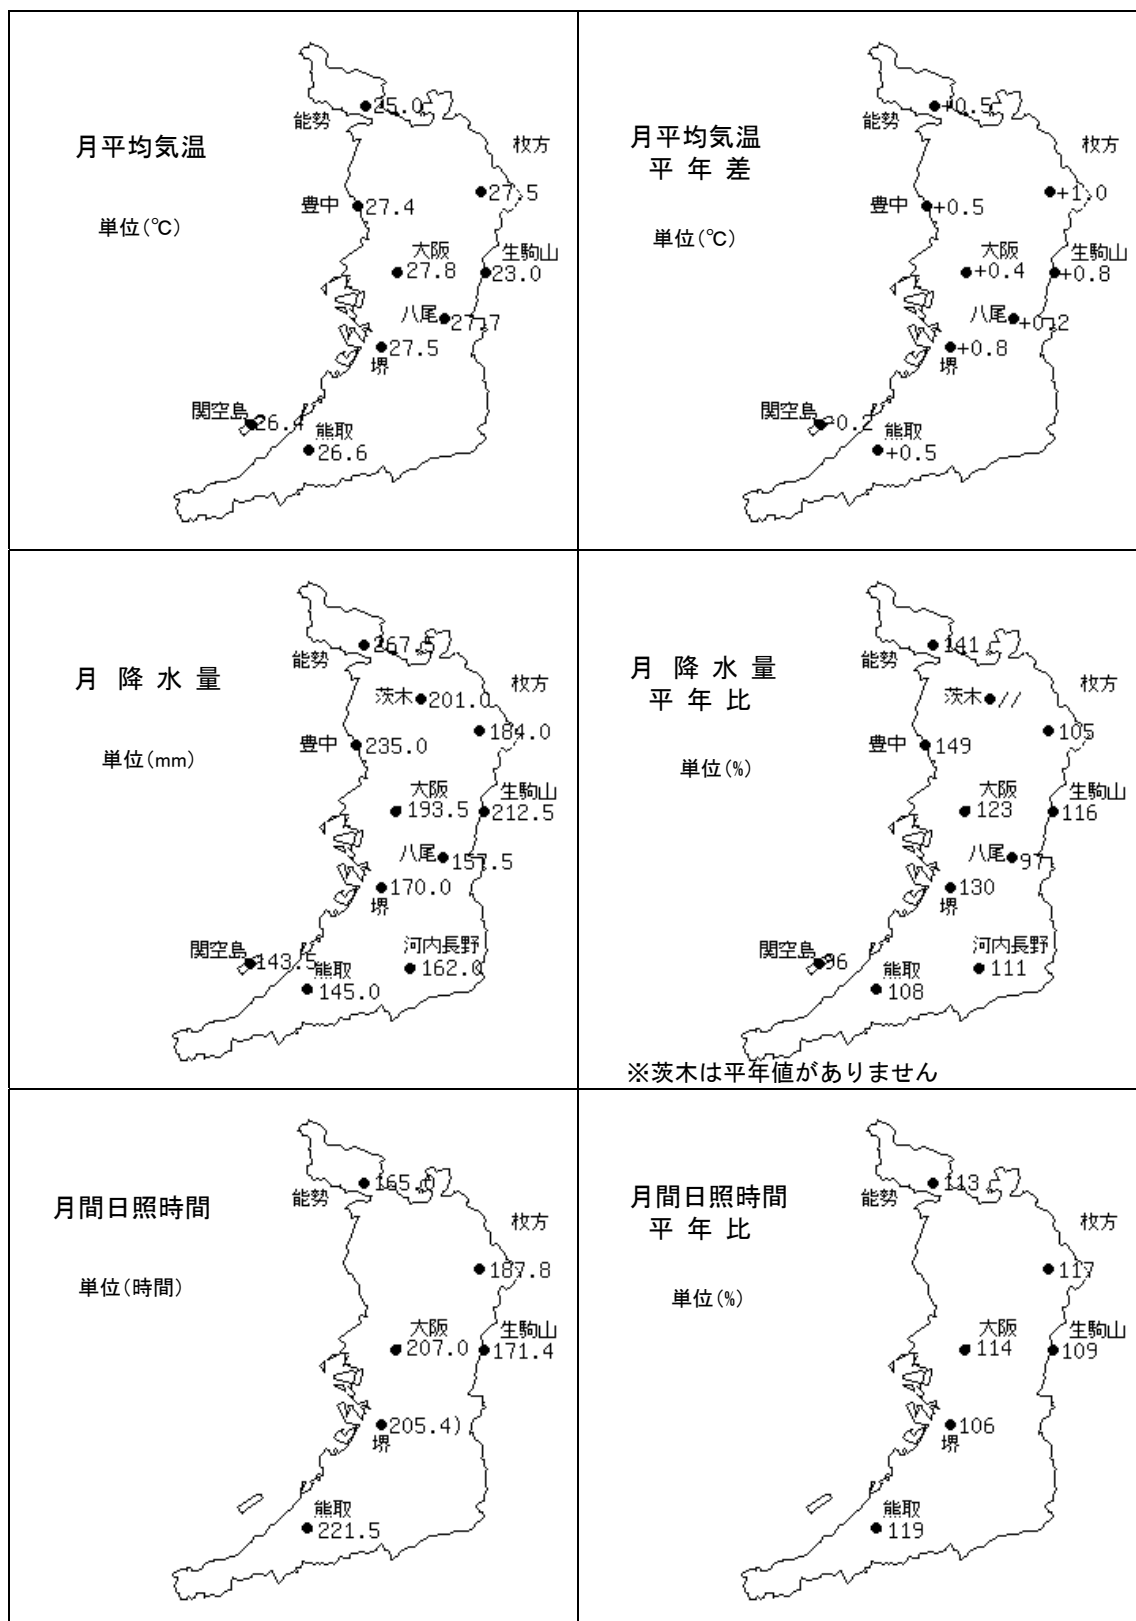 25.0
能勢
枚方
月平均気温
27.5
豊中
27.4
単位(℃)
大阪
生駒山
27.8
23.0
八尾
27.7
27.5
堺
関空島
26.4
熊取
26.6
+0.5
能勢
枚方
月平均気温
平年差
+1.0
豊中
+0.5
単位(℃)
大阪
生駒山
+0.4
+0.8
八尾
+0.2
+0.8
堺
関空島
熊取
+0.5
267.5
能勢
枚方
月降水量
茨木
201.0
184.0
豊中
235.0
単位(mm)
大阪
生駒山
193.5
212.5
八尾
157.5
170.0
堺
関空島
143.5
河内長野
162.0
熊取
145.0
141
能勢
枚方
月降水量
平年比
茨木
//
105
豊中
149
単位(%)
大阪
生駒山
123
116
八尾
97
130
堺
関空島
96
河内長野
111
熊取
108
※茨木は平年値がありません
165.0
能勢
枚方
月間日照時間
187.8
単位(時間)
大阪
生駒山
207.0
171.4
205.4)
堺
熊取
221.5
113
能勢
枚方
月間日照時間
平年比
117
単位(%)
大阪
生駒山
114
109
106
堺
熊取
119